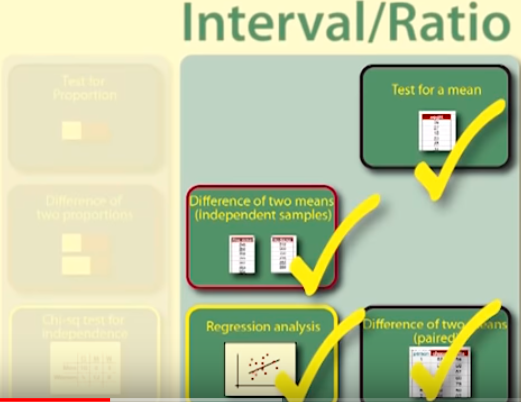 Interval/Ratio
Test for
Proportion
Test for a mean
Difference of
two proportions
Difference of two means
(Independent samples)
Chi-sq test for
independence
Regression analysis
Difference of two means
(paired)